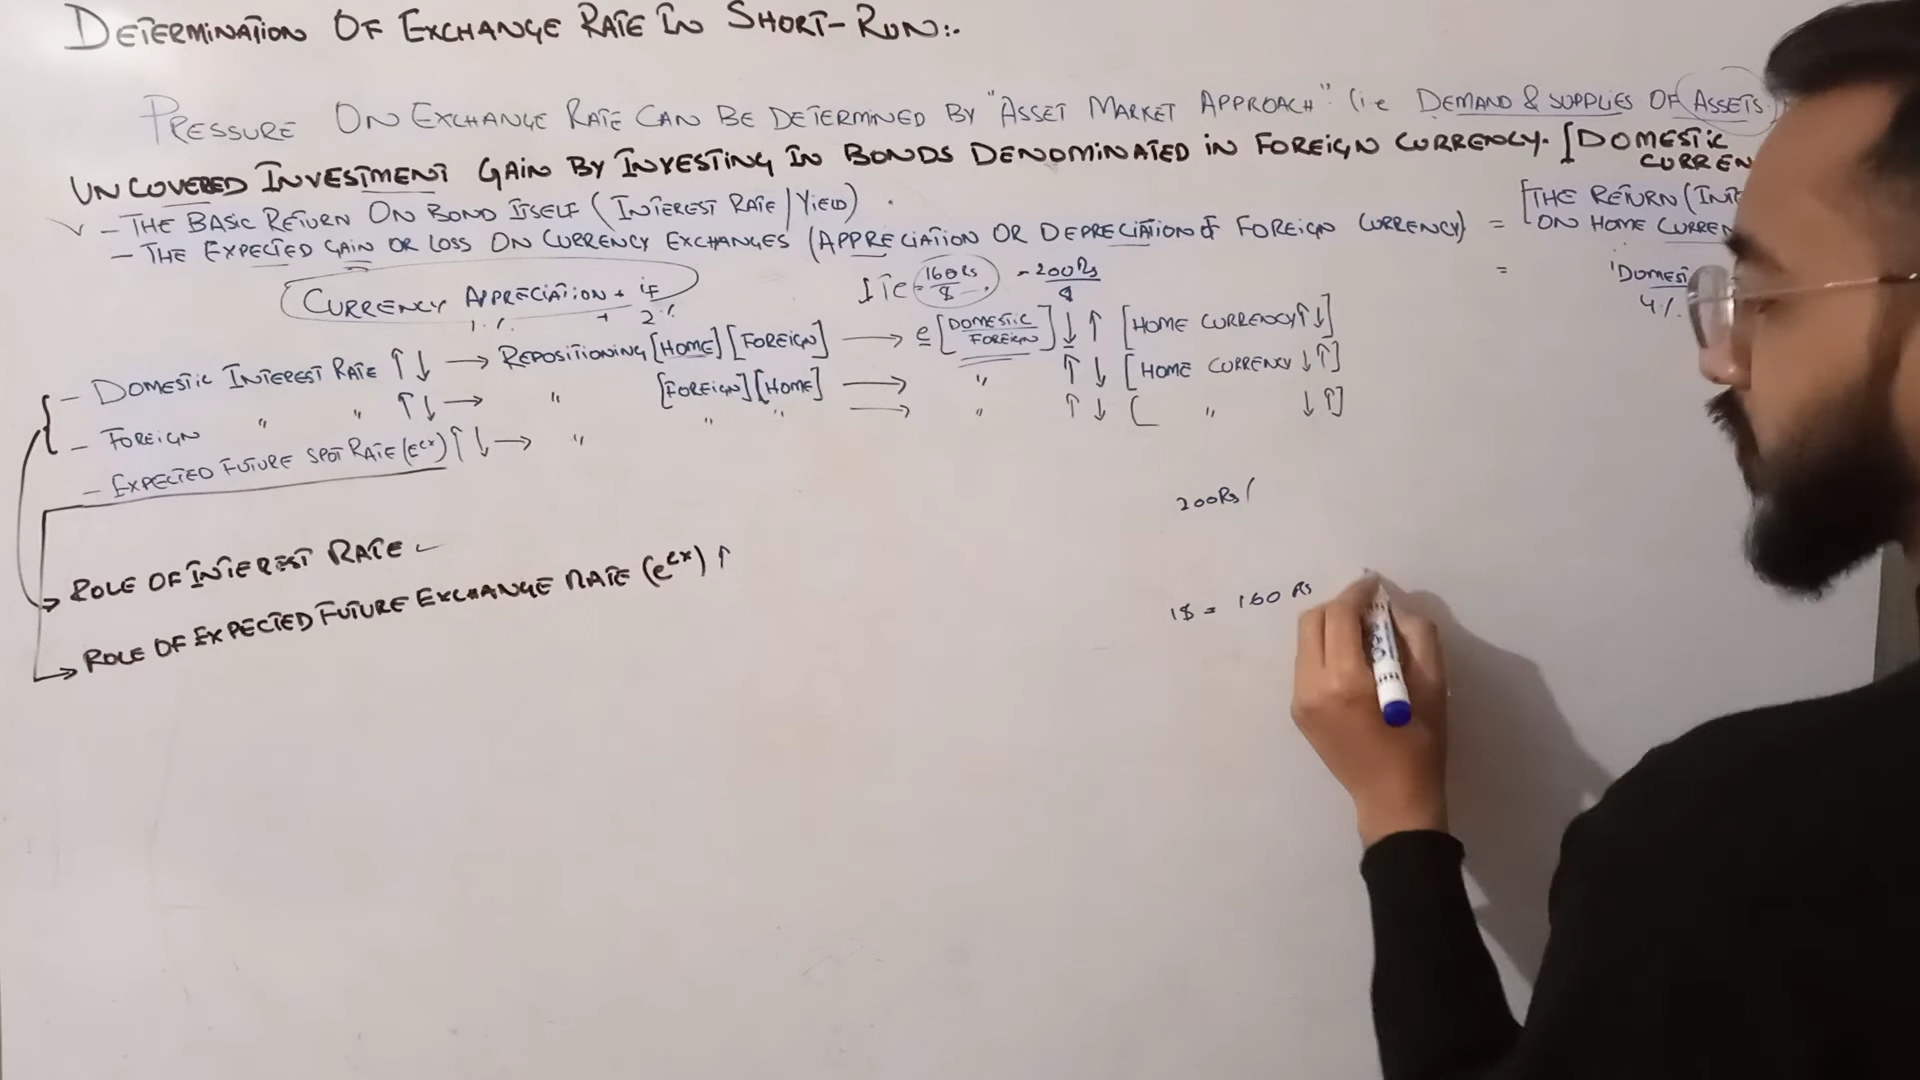 DETERMINATION OF EXCHANGE RATE IN SHORT-RUN:-
PRESSURE ON EXCHANGE RATE CAN BE DETERMINED BY "ASSET MARKET APPROACH" (i.e DEMAND & SUPPLIES OF ASSETS
UNCOVERED INVESTMENT GAIN BY INVESTING IN BONDS DENOMINATED IN FOREIGN CURRENCY. [DOMESTIC
CURREN
- THE BASIC RETURN ON BOND ITSELF (INTEREST RATE/YIELD) . [THE RETURN (INTE
- THE EXPECTED GAIN OR LOSS ON CURRENCY EXCHANGES (APPRECIATION OR DEPRECIATION OF FOREIGN CURRENCY) = ON HOME CURREN
CURRENCY APPRECIATION + if 160Rs/$ - 200Rs/$ = 'DOMEST
1% + 2% 4%
- DOMESTIC INTEREST RATE ↑↓ → REPOSITIONING [HOME][FOREIGN] → e [DOMESTIC/FOREIGN] ↓ ↑ [HOME CURRENCY ↑↓]
- FOREIGN " " ↑↓ → " [FOREIGN][HOME] → " ↑ ↓ [HOME CURRENCY ↓↑]
- EXPECTED FUTURE SPOT RATE (e^ex) ↑↓ → " " " → " ↑ ↓ [ " ↓↑]
200Rs/
→ ROLE OF INTEREST RATE
1$ = 160 Rs
→ ROLE OF EXPECTED FUTURE EXCHANGE RATE (e^ex) ↑